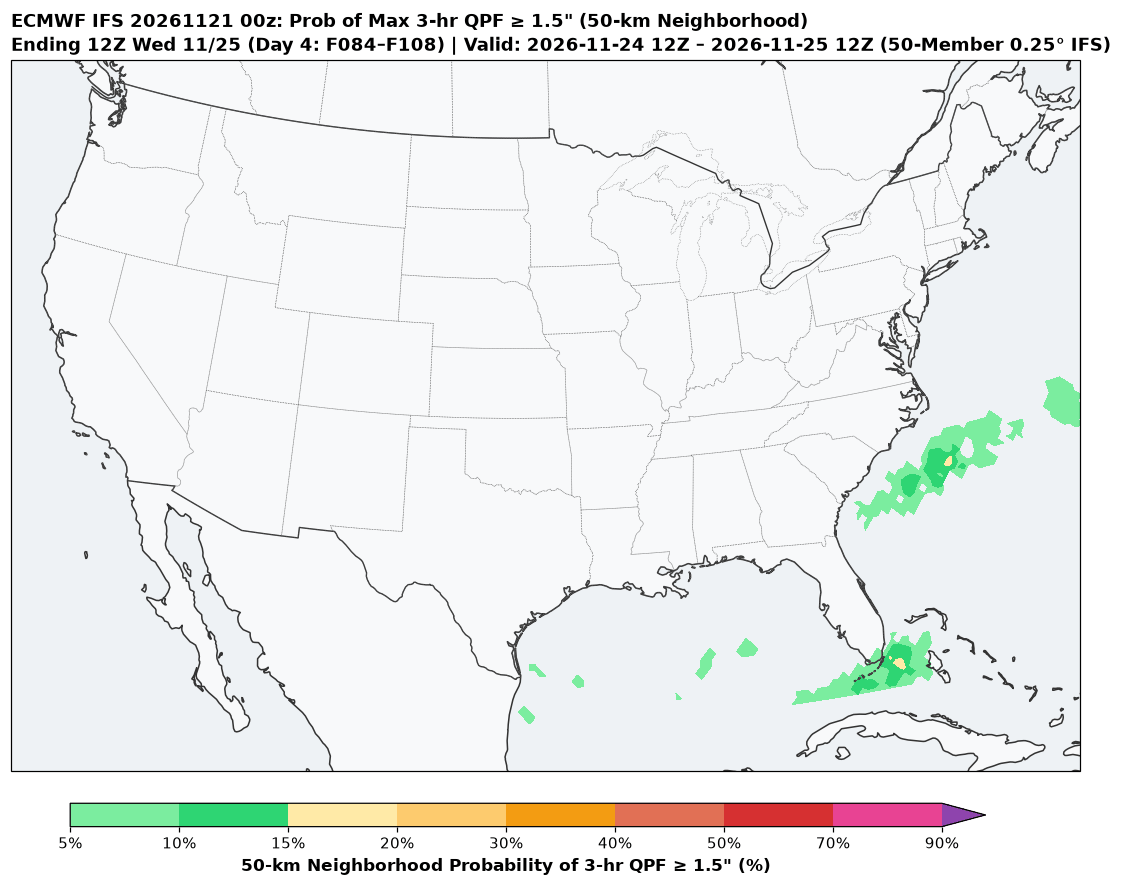 ECMWF IFS 20261121 00z: Prob of Max 3-hr QPF ≥ 1.5" (50-km Neighborhood)
Ending 12Z Wed 11/25 (Day 4: F084–F108) | Valid: 2026-11-24 12Z – 2026-11-25 12Z (50-Member 0.25° IFS)
5% 10% 15% 20% 30% 40% 50% 70% 90%
50-km Neighborhood Probability of 3-hr QPF ≥ 1.5" (%)